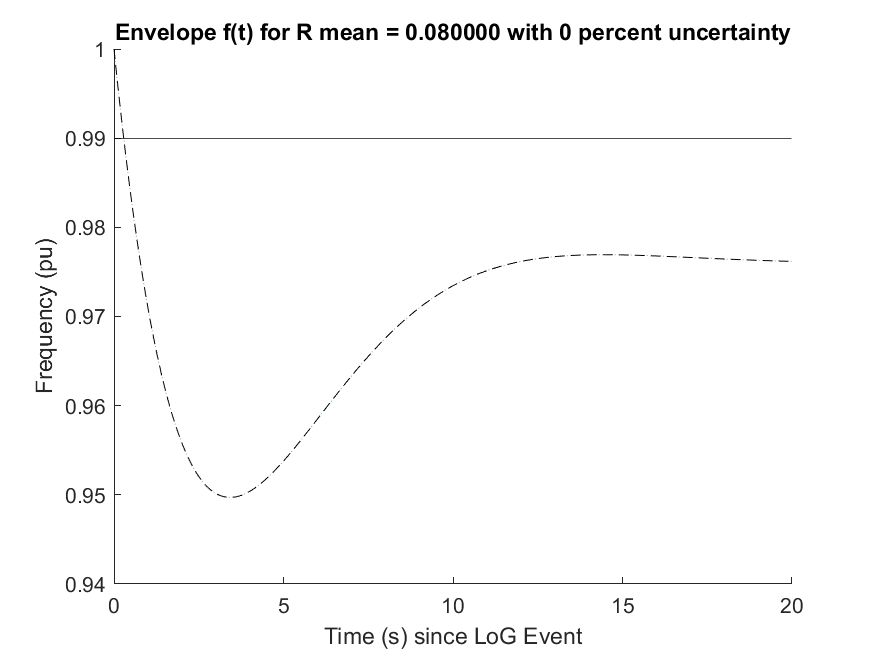 Envelope f(t) for R mean = 0.080000 with 0 percent uncertainty
1
0.99
0.98
0.97
0.96
0.95
0.94
Frequency (pu)
0 5 10 15 20
Time (s) since LoG Event